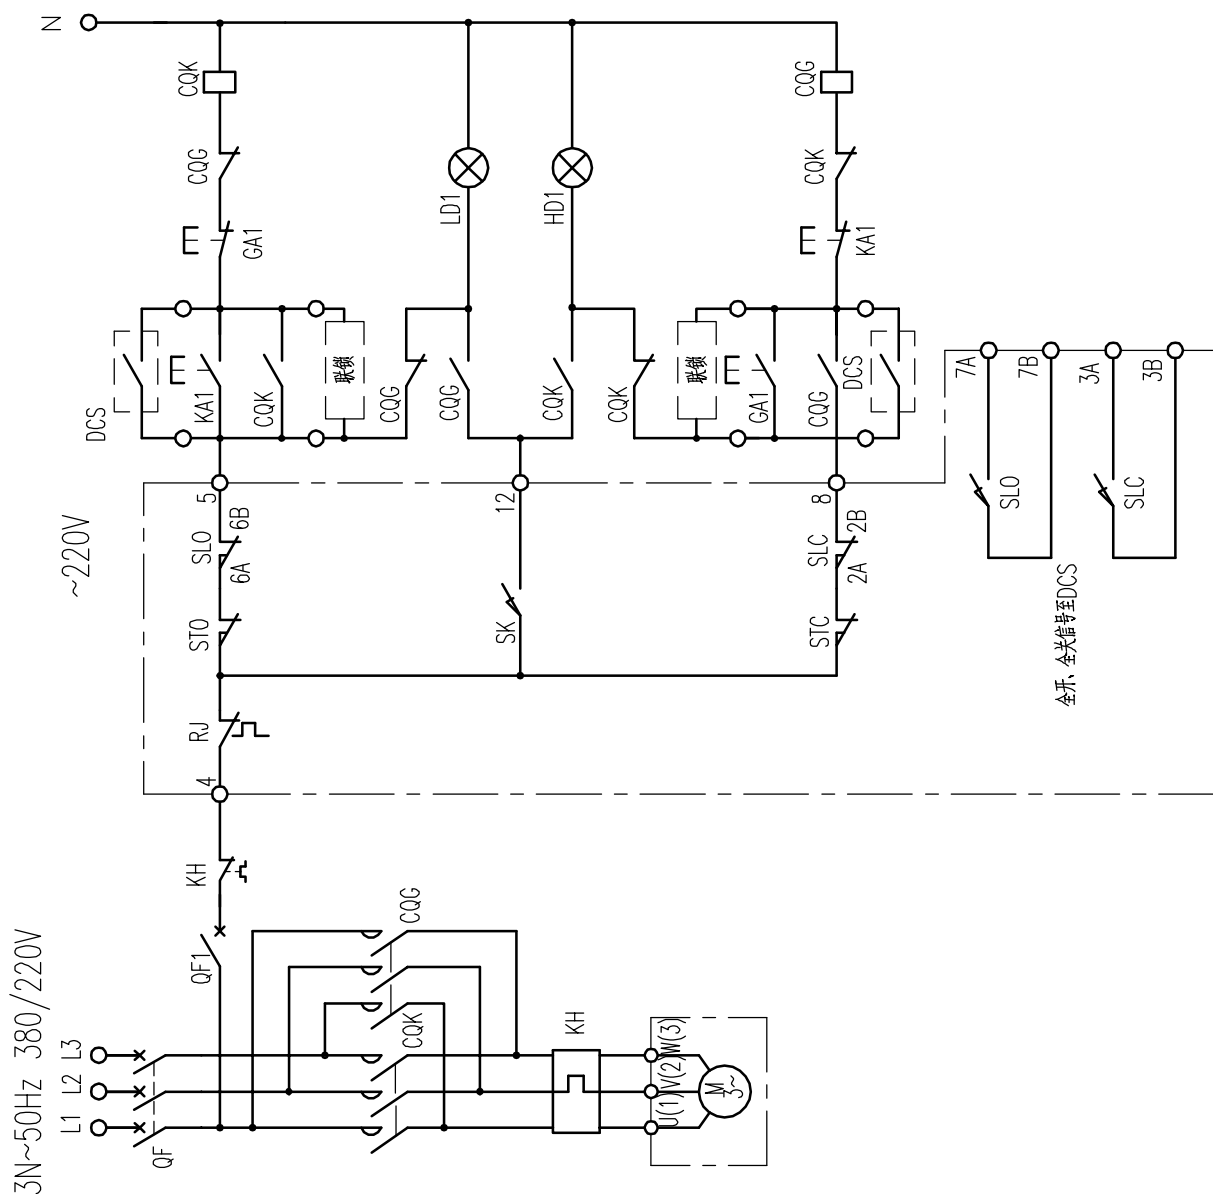 N
CQK
CQG
GA1
DCS
KA1
CQK
联锁
CQG
LD1
CQG
HD1
CQK
CQK
联锁
GA1
CQG
DCS
CQG
CQK
KA1
~220V
5
6B
SLO
6A
STO
RJ
4
12
SK
8
2B
SLC
2A
STC
7A
7B
3A
3B
SLO
SLC
全开、全关信号至DCS
KH
QF1
3N~50Hz 380/220V
L3
L2
L1
QF
CQG
CQK
KH
U(1)
V(2)
W(3)
M
3~